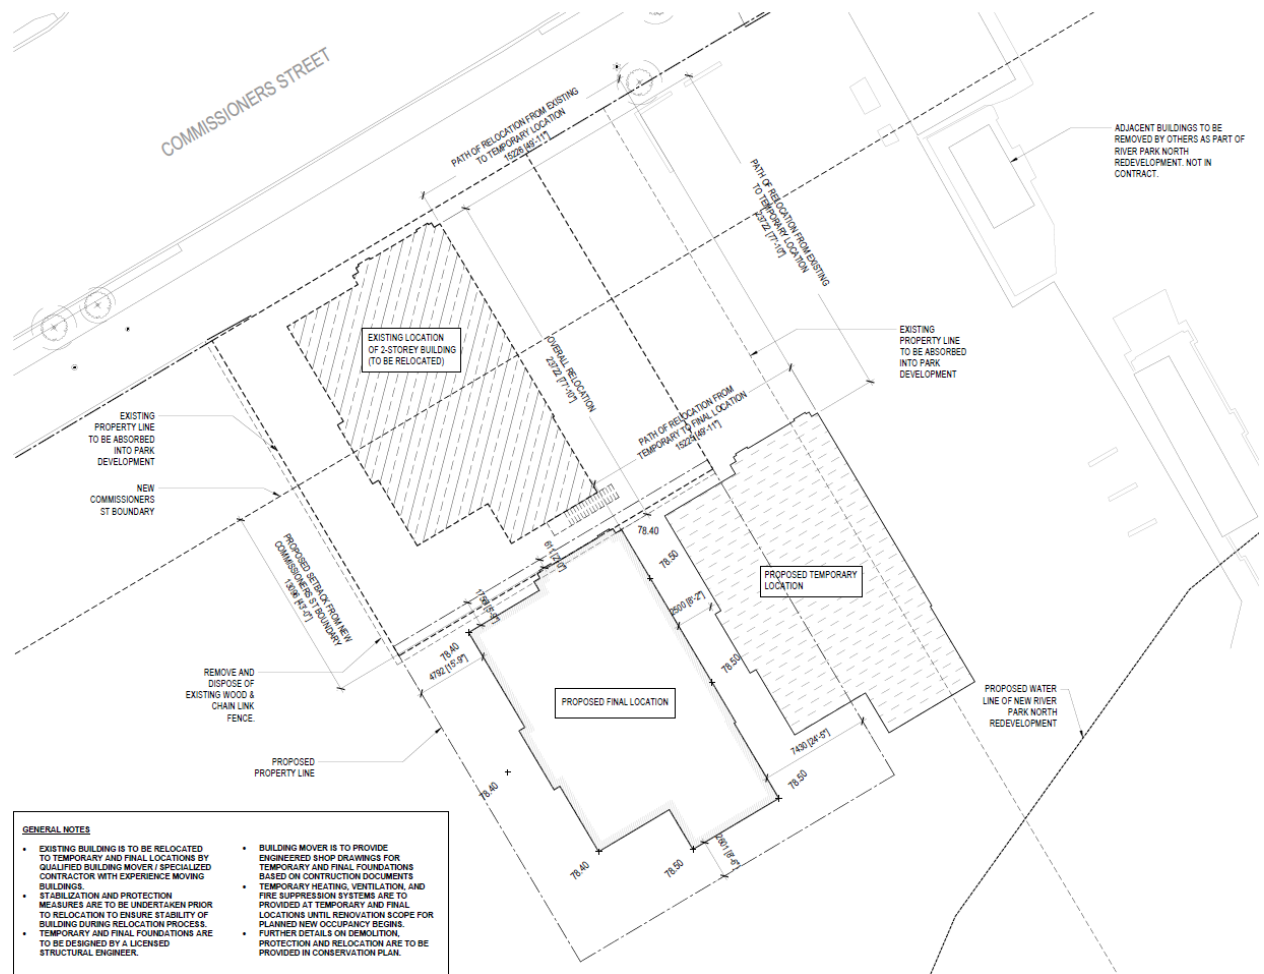 COMMISSIONERS STREET
PATH OF RELOCATION FROM EXISTING
TO TEMPORARY LOCATION
15226 [49'-11"]
PATH OF RELOCATION FROM EXISTING
TO TEMPORARY LOCATION
23722 [77'-10"]
ADJACENT BUILDINGS TO BE
REMOVED BY OTHERS AS PART OF
RIVER PARK NORTH
REDEVELOPMENT. NOT IN
CONTRACT.
EXISTING LOCATION
OF 2-STOREY BUILDING
(TO BE RELOCATED)
OVERALL RELOCATION
23722 [77'-10"]
EXISTING
PROPERTY LINE
TO BE ABSORBED
INTO PARK
DEVELOPMENT
PATH OF RELOCATION FROM
TEMPORARY TO FINAL LOCATION
15225 [49'-11"]
EXISTING
PROPERTY LINE
TO BE ABSORBED
INTO PARK
DEVELOPMENT
NEW
COMMISSIONERS
ST BOUNDARY
PROPOSED SETBACK FROM NEW
COMMISSIONERS ST BOUNDARY
13096 [43'-0"]
78.40
78.50
611 [2'-0"]
2500 [8'-2"]
PROPOSED TEMPORARY
LOCATION
78.40
4792 [15'-9"]
78.50
REMOVE AND
DISPOSE OF
EXISTING WOOD &
CHAIN LINK
FENCE.
PROPOSED FINAL LOCATION
PROPOSED WATER
LINE OF NEW RIVER
PARK NORTH
REDEVELOPMENT
7430 [24'-5"]
PROPOSED
PROPERTY LINE
78.40
78.50
2601 [8'-6"]
78.40
78.50
GENERAL NOTES
• EXISTING BUILDING IS TO BE RELOCATED
TO TEMPORARY AND FINAL LOCATIONS BY
QUALIFIED BUILDING MOVER / SPECIALIZED
CONTRACTOR WITH EXPERIENCE MOVING
BUILDINGS.
• STABILIZATION AND PROTECTION
MEASURES ARE TO BE UNDERTAKEN PRIOR
TO RELOCATION TO ENSURE STABILITY OF
BUILDING DURING RELOCATION PROCESS.
• TEMPORARY AND FINAL FOUNDATIONS ARE
TO BE DESIGNED BY A LICENSED
STRUCTURAL ENGINEER.
• BUILDING MOVER IS TO PROVIDE
ENGINEERED SHOP DRAWINGS FOR
TEMPORARY AND FINAL FOUNDATIONS
BASED ON CONTRUCTION DOCUMENTS
• TEMPORARY HEATING, VENTILATION, AND
FIRE SUPPRESSION SYSTEMS ARE TO
PROVIDED AT TEMPORARY AND FINAL
LOCATIONS UNTIL RENOVATION SCOPE FOR
PLANNED NEW OCCUPANCY BEGINS.
• FURTHER DETAILS ON DEMOLITION,
PROTECTION AND RELOCATION ARE TO BE
PROVIDED IN CONSERVATION PLAN.